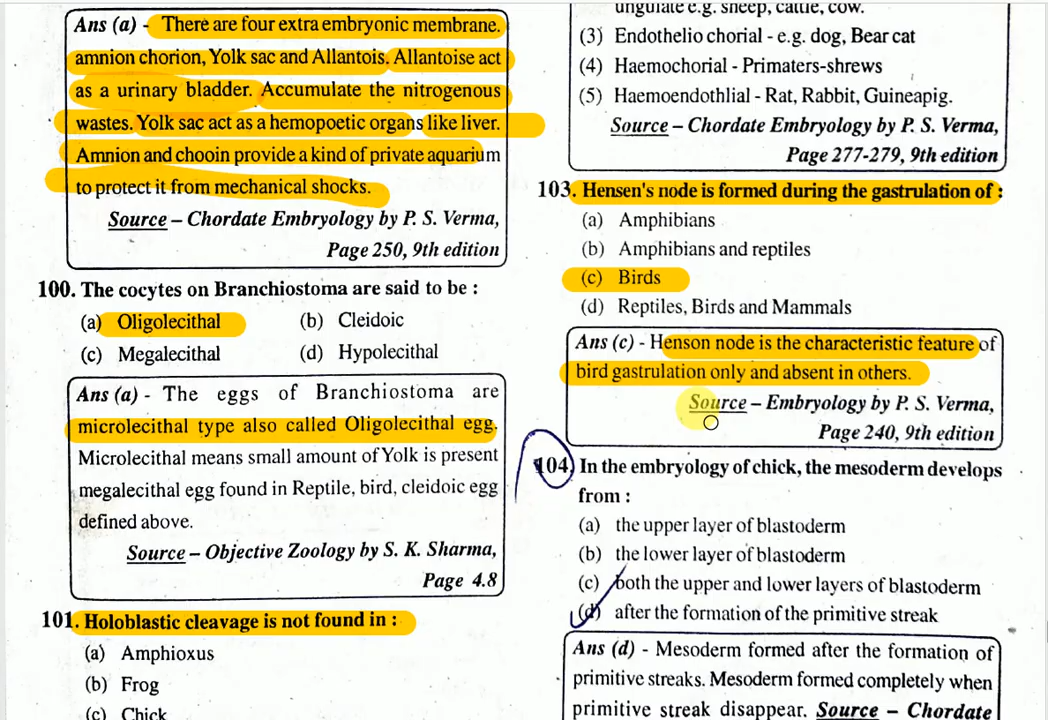 Ans (a) - There are four extra embryonic membrane.
amnion chorion, Yolk sac and Allantois. Allantoise act
as a urinary bladder. Accumulate the nitrogenous
wastes. Yolk sac act as a hemopoetic organs like liver.
Amnion and chooin provide a kind of private aquarium
to protect it from mechanical shocks.
Source – Chordate Embryology by P. S. Verma,
Page 250, 9th edition
100. The cocytes on Branchiostoma are said to be :
(a) Oligolecithal (b) Cleidoic
(c) Megalecithal (d) Hypolecithal
Ans (a) - The eggs of Branchiostoma are
microlecithal type also called Oligolecithal egg.
Microlecithal means small amount of Yolk is present
megalecithal egg found in Reptile, bird, cleidoic egg
defined above.
Source – Objective Zoology by S. K. Sharma,
Page 4.8
101. Holoblastic cleavage is not found in :
(a) Amphioxus
(b) Frog
(c) Chick
ungulate e.g. sheep, cattle, cow.
(3) Endothelio chorial - e.g. dog, Bear cat
(4) Haemochorial - Primaters-shrews
(5) Haemoendothlial - Rat, Rabbit, Guineapig.
Source – Chordate Embryology by P. S. Verma,
Page 277-279, 9th edition
103. Hensen's node is formed during the gastrulation of :
(a) Amphibians
(b) Amphibians and reptiles
(c) Birds
(d) Reptiles, Birds and Mammals
Ans (c) - Henson node is the characteristic feature of
bird gastrulation only and absent in others.
Source – Embryology by P. S. Verma,
Page 240, 9th edition
104. In the embryology of chick, the mesoderm develops
from :
(a) the upper layer of blastoderm
(b) the lower layer of blastoderm
(c) both the upper and lower layers of blastoderm
(d) after the formation of the primitive streak
Ans (d) - Mesoderm formed after the formation of
primitive streaks. Mesoderm formed completely when
primitive streak disappear. Source – Chordate